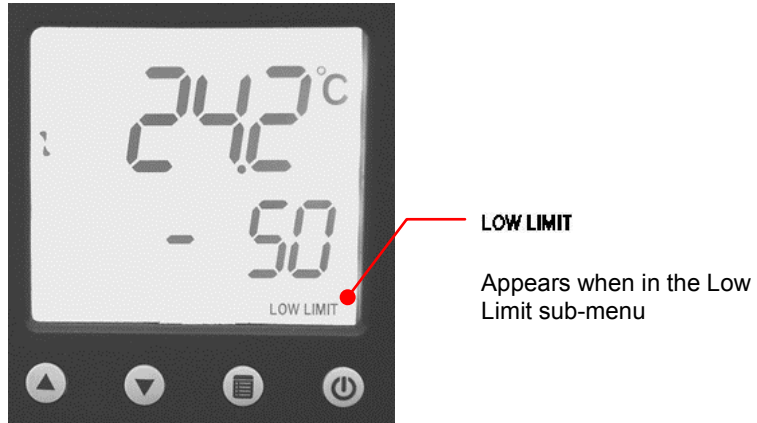 24.2 °C
- 50
LOW LIMIT
LOW LIMIT
Appears when in the Low
Limit sub-menu